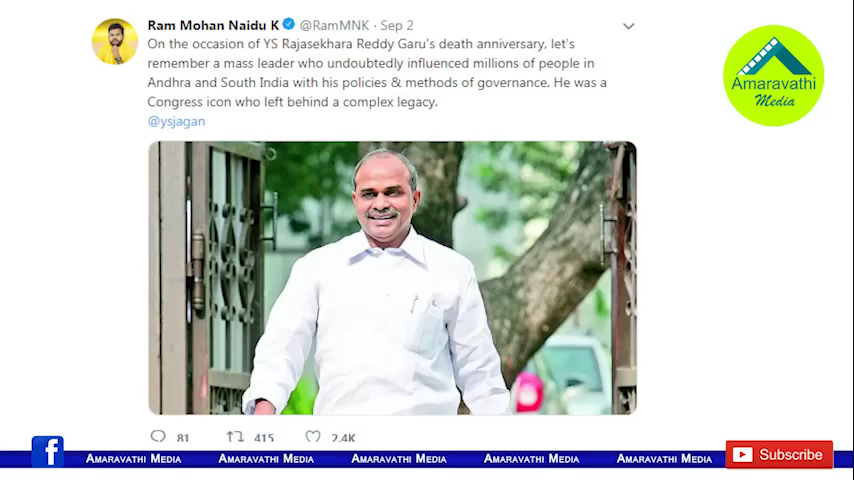 Ram Mohan Naidu K @RamMNK · Sep 2
On the occasion of YS Rajasekhara Reddy Garu's death anniversary, let's
remember a mass leader who undoubtedly influenced millions of people in
Andhra and South India with his policies & methods of governance. He was a
Congress icon who left behind a complex legacy.
@ysjagan
Amaravathi
Media
81 415 2.4K
f AMARAVATHI MEDIA AMARAVATHI MEDIA AMARAVATHI MEDIA AMARAVATHI MEDIA AMARAVATHI MEDIA Subscribe